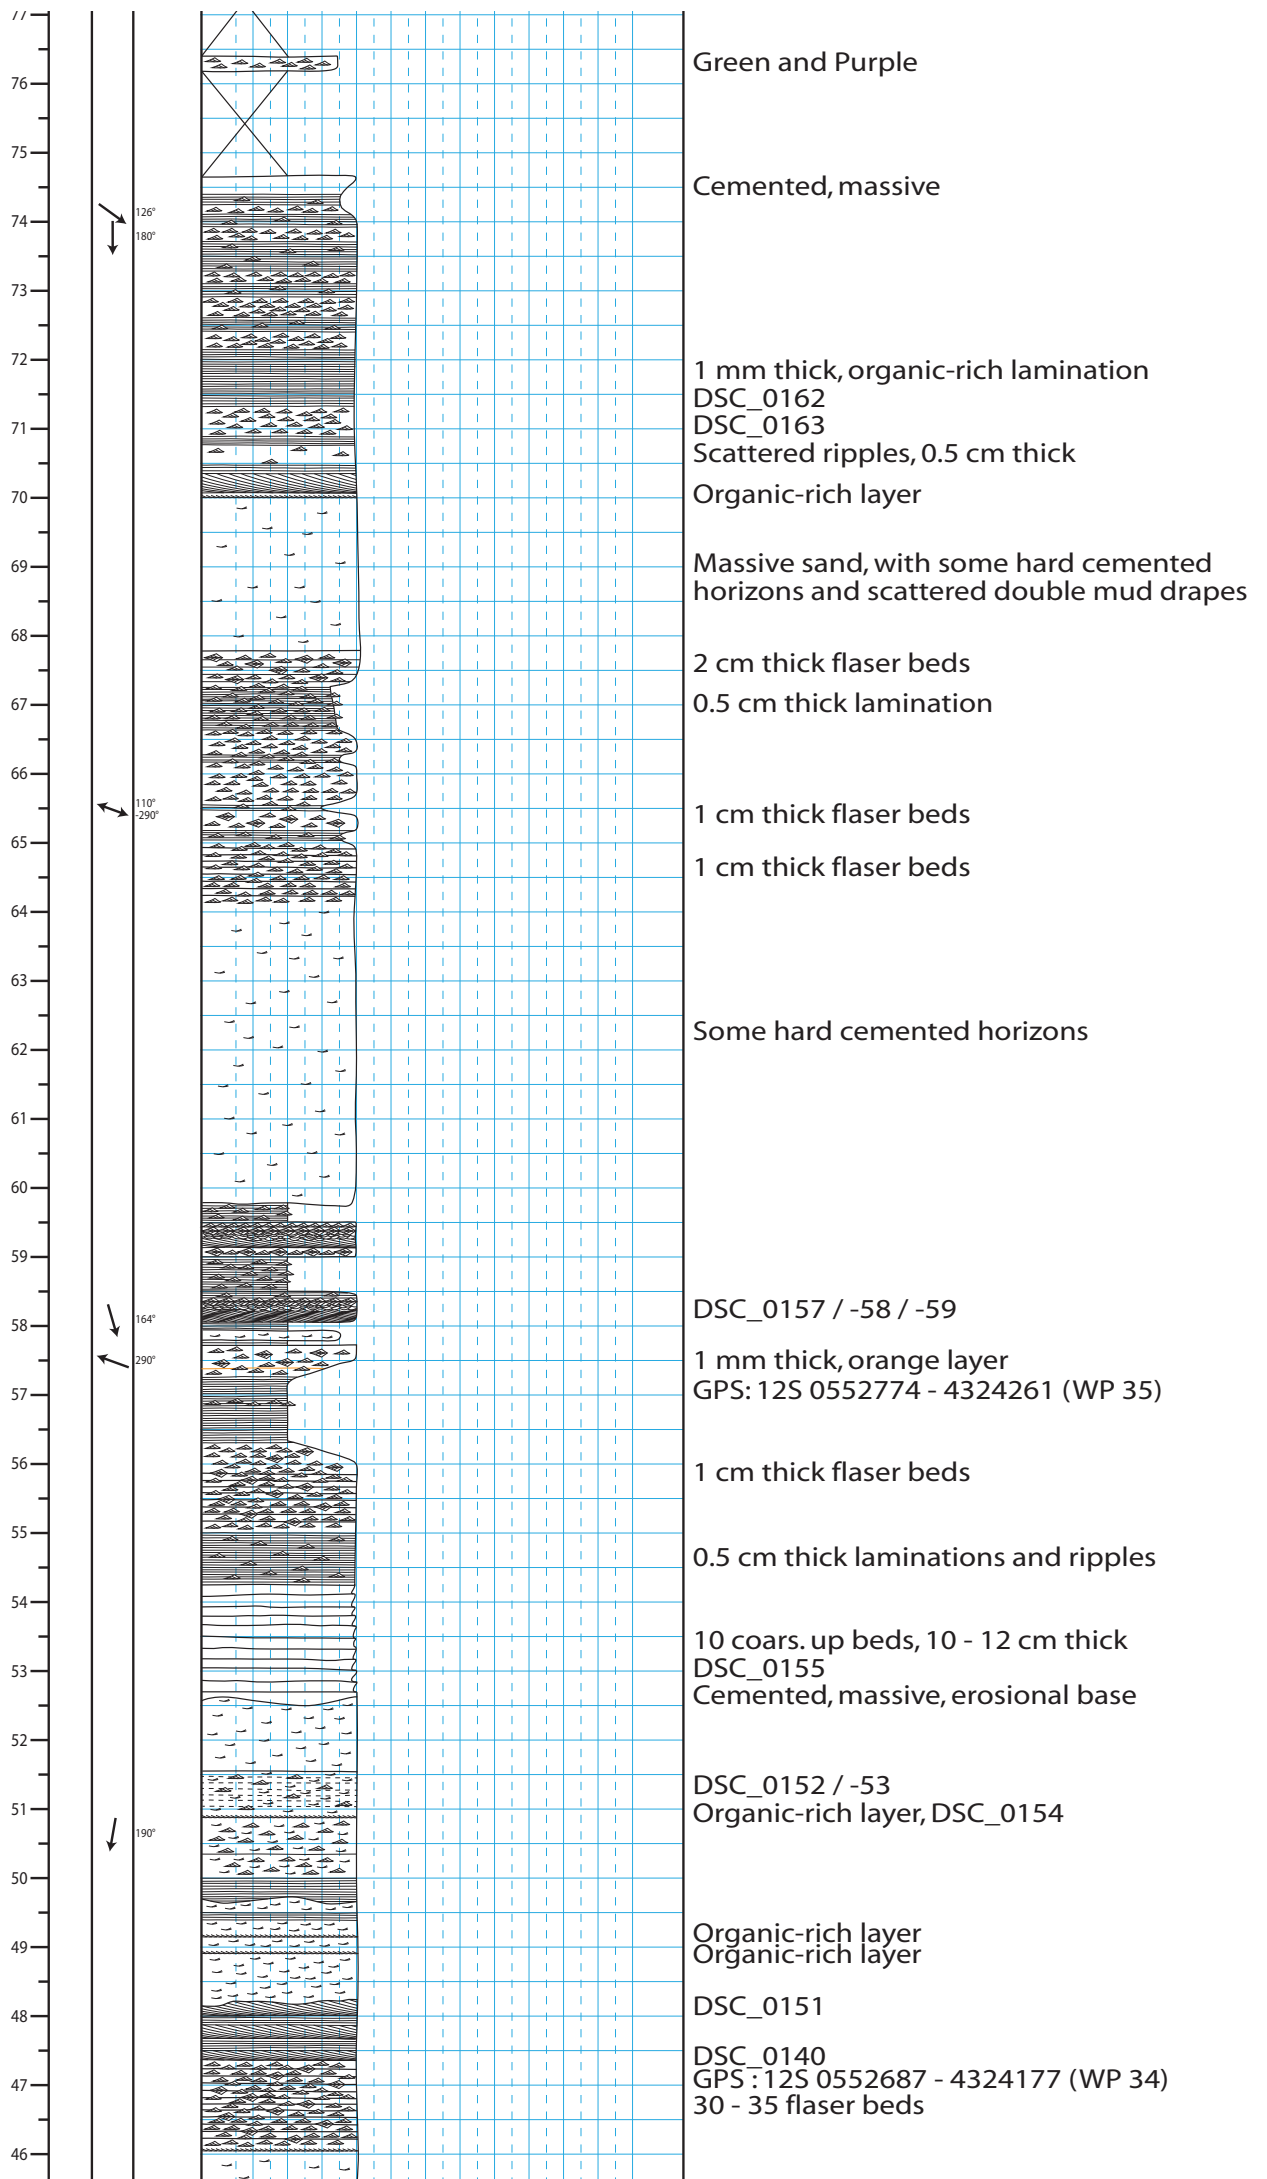 77
Green and Purple
76
75
Cemented, massive
126°
74
180°
73
72
1 mm thick, organic-rich lamination
DSC_0162
71
DSC_0163
Scattered ripples, 0.5 cm thick
70
Organic-rich layer
69
Massive sand, with some hard cemented
horizons and scattered double mud drapes
68
2 cm thick flaser beds
67
0.5 cm thick lamination
66
110°
-290°
1 cm thick flaser beds
65
1 cm thick flaser beds
64
63
Some hard cemented horizons
62
61
60
59
DSC_0157 / -58 / -59
164°
58
290°
1 mm thick, orange layer
57
GPS: 12S 0552774 - 4324261 (WP 35)
56
1 cm thick flaser beds
55
0.5 cm thick laminations and ripples
54
10 coars. up beds, 10 - 12 cm thick
53
DSC_0155
Cemented, massive, erosional base
52
DSC_0152 / -53
51
Organic-rich layer, DSC_0154
190°
50
Organic-rich layer
49
Organic-rich layer
DSC_0151
48
DSC_0140
47
GPS : 12S 0552687 - 4324177 (WP 34)
30 - 35 flaser beds
46